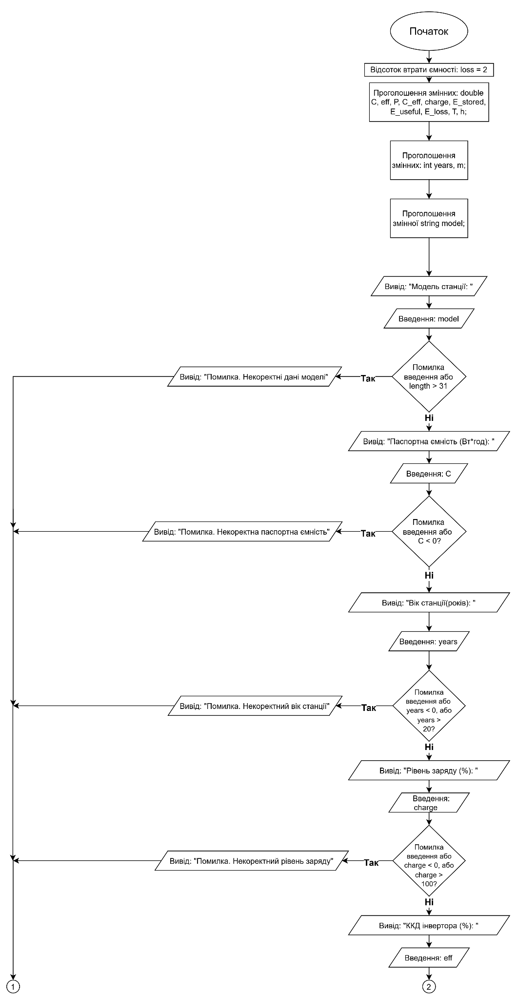 Початок
Відсоток втрати ємності: loss = 2
Проголошення змінних: double
C, eff, P, C_eff, charge, E_stored,
E_useful, E_loss, T, h;
Проголошення
змінних: int years, m;
Проголошення
змінної string model;
Вивід: "Модель станції: "
Введення: model
Помилка
введення або
length > 31
Так
Вивід: "Помилка. Некоректні дані моделі"
Ні
Вивід: "Паспортна ємність (Вт*год): "
Введення: C
Помилка
введення або
C < 0?
Так
Вивід: "Помилка. Некоректна паспортна ємність"
Ні
Вивід: "Вік станції(років): "
Введення: years
Помилка
введення або
years < 0, або
years >
20?
Так
Вивід: "Помилка. Некоректний вік станції"
Ні
Вивід: "Рівень заряду (%): "
Введення:
charge
Помилка
введення або
charge < 0, або
charge >
100?
Так
Вивід: "Помилка. Некоректний рівень заряду"
Ні
Вивід: "ККД інвертора (%): "
Введення: eff
1
2